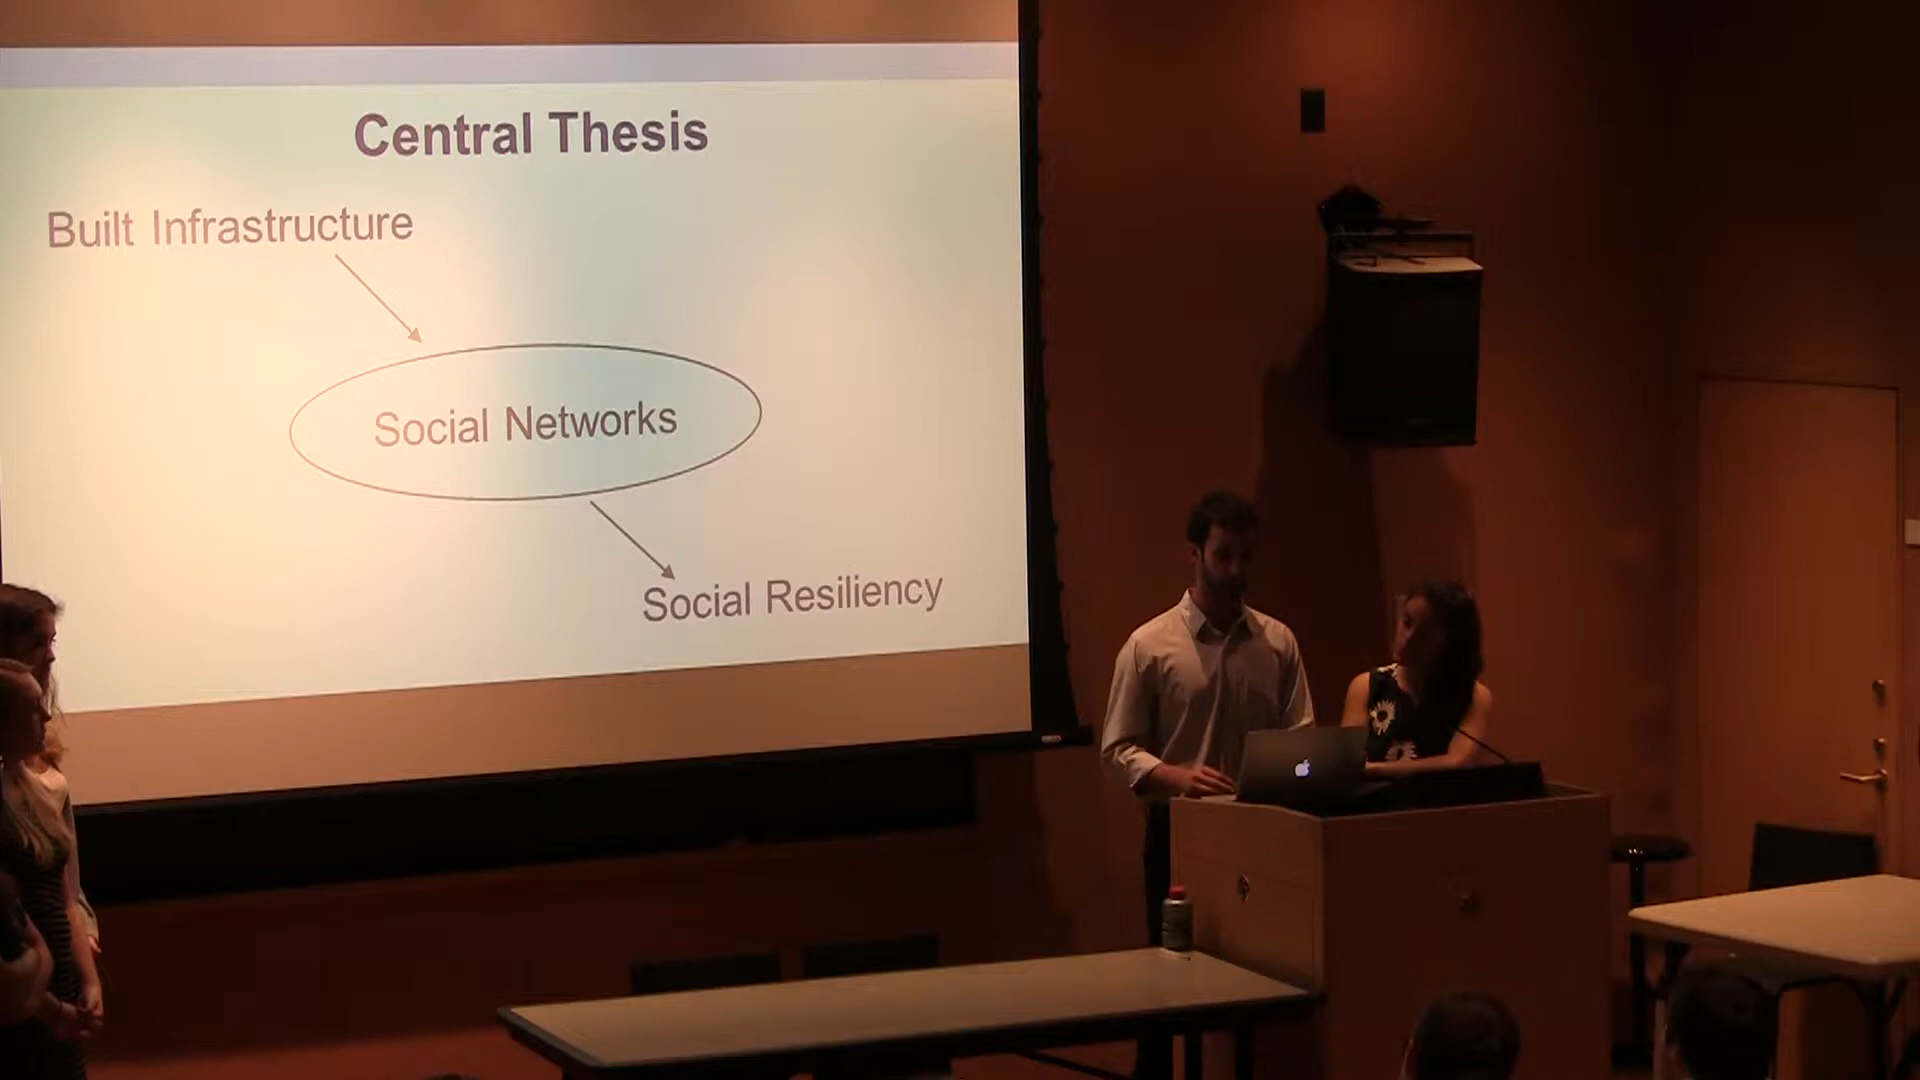 Central Thesis
Built Infrastructure
Social Networks
Social Resiliency